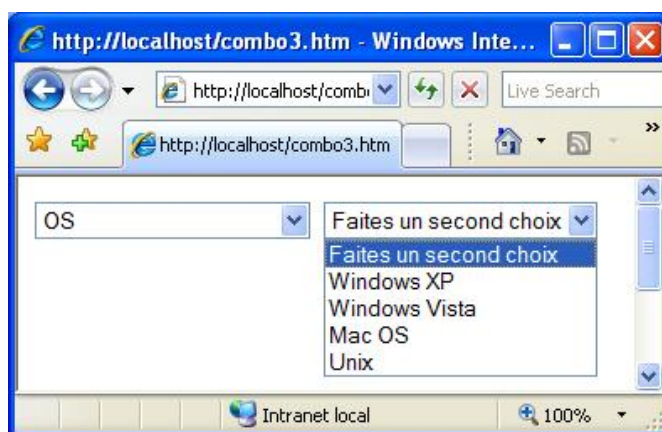 http://localhost/combo3.htm - Windows Inte...
http://localhost/comb
Live Search
http://localhost/combo3.htm
OS
Faites un second choix
Faites un second choix
Windows XP
Windows Vista
Mac OS
Unix
Intranet local
100%